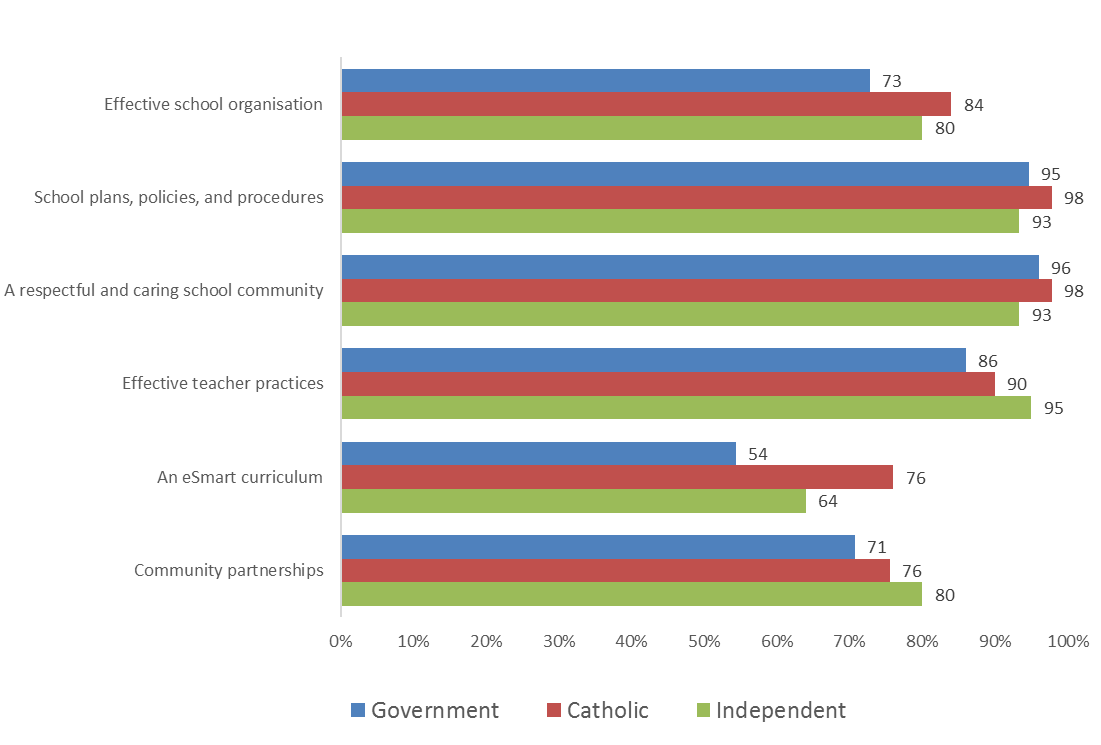 73
Effective school organisation
84
80
95
School plans, policies, and procedures
98
93
96
A respectful and caring school community
98
93
86
Effective teacher practices
90
95
54
An eSmart curriculum
76
64
71
Community partnerships
76
80
0% 10% 20% 30% 40% 50% 60% 70% 80% 90% 100%
Government Catholic Independent